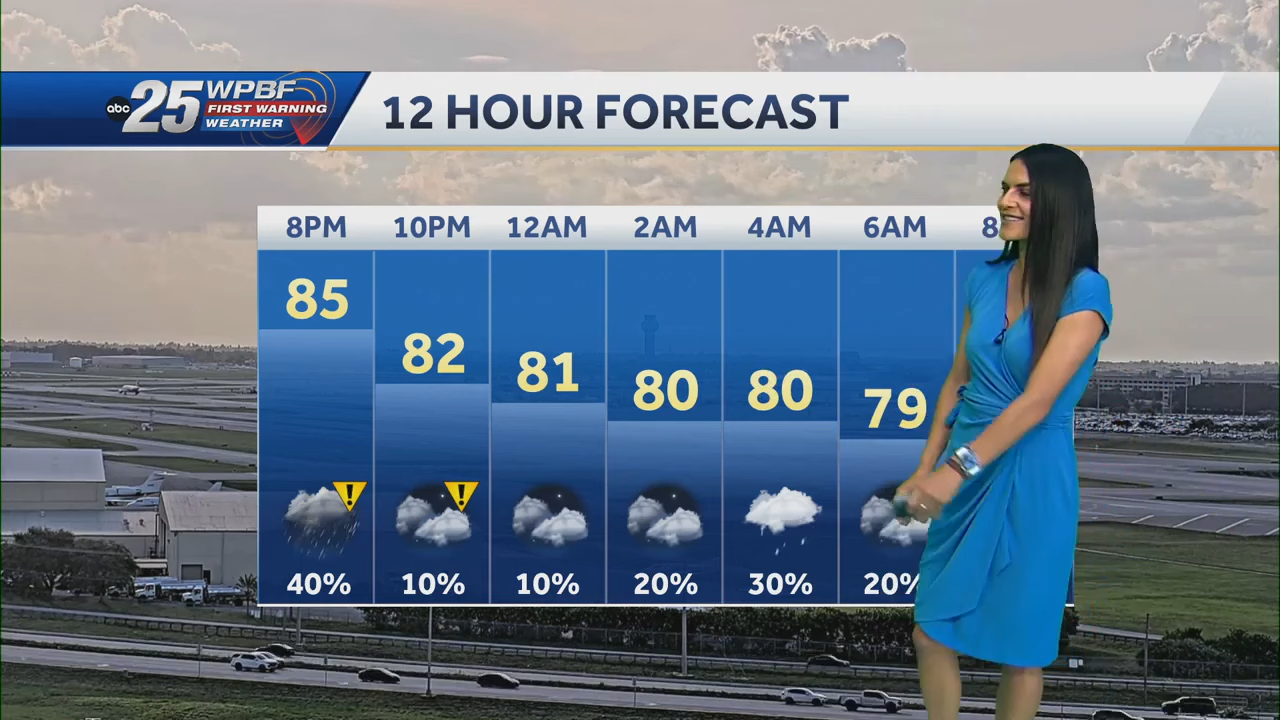 abc 25 WPBF
FIRST WARNING
WEATHER
12 HOUR FORECAST
8PM 10PM 12AM 2AM 4AM 6AM 8
85 82 81 80 80 79
! !
40% 10% 10% 20% 30% 20%